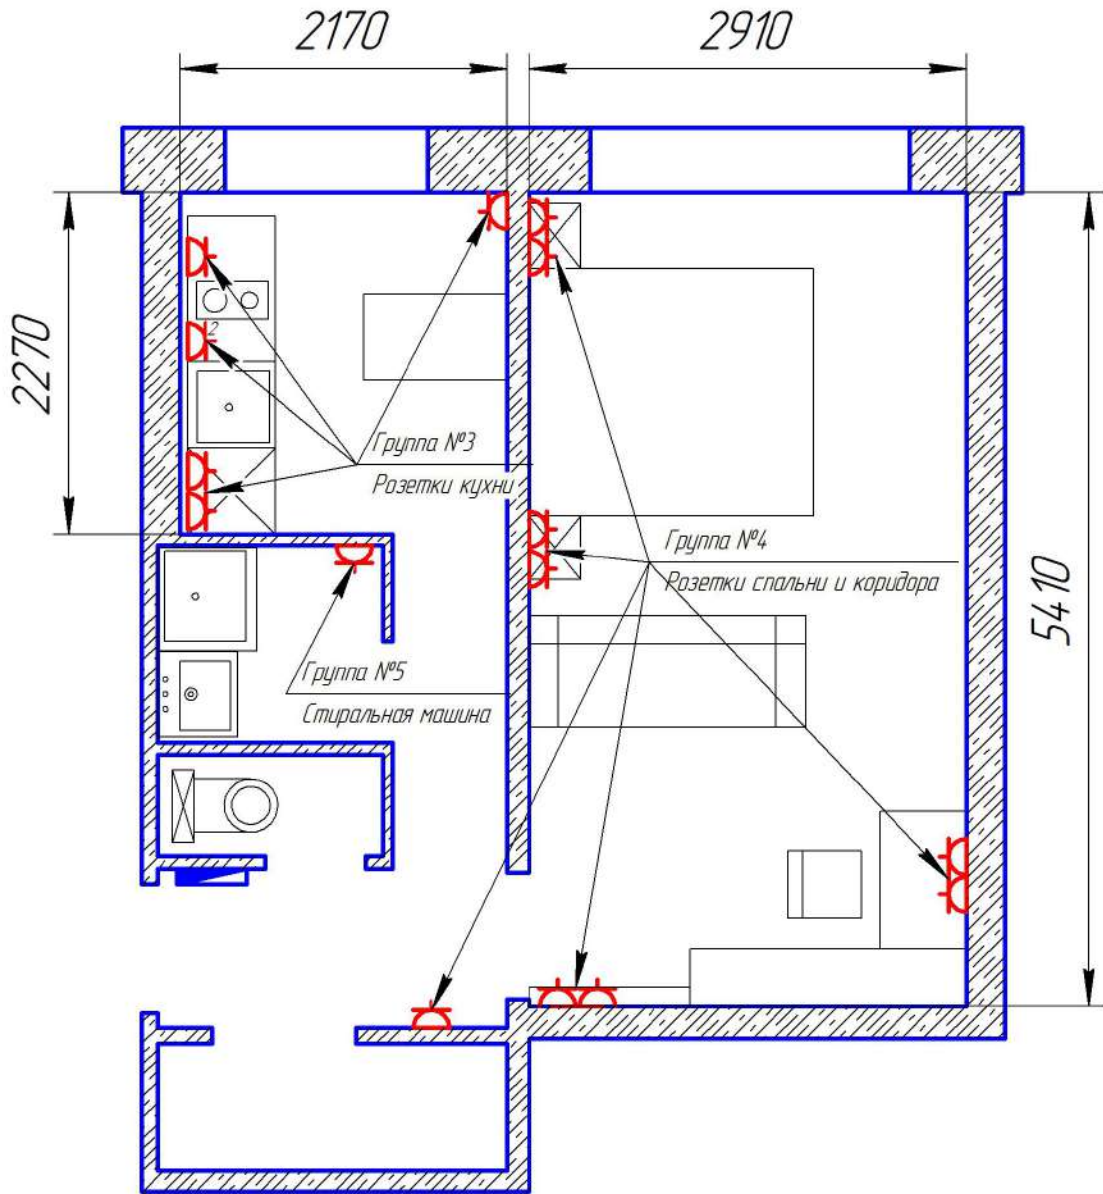 2170
2910
2270
2
Группа №3
Розетки кухни
Группа №4
Розетки спальни и коридора
5410
Группа №5
Стиральная машина